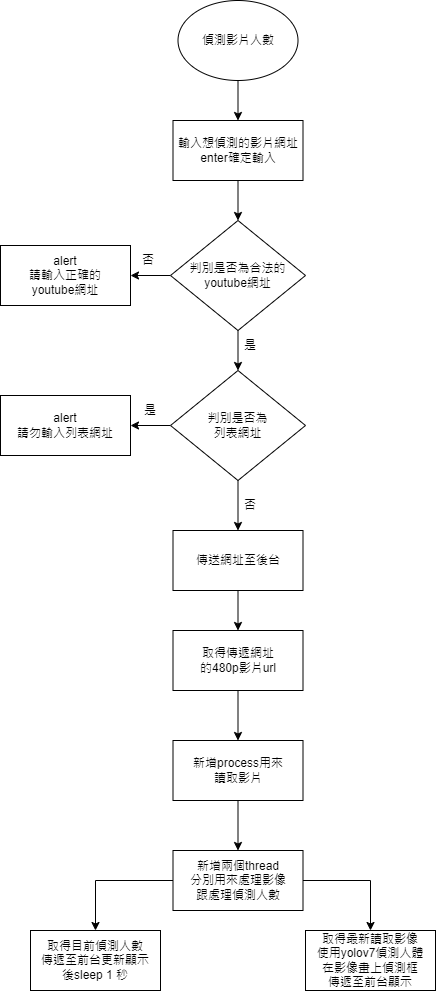 偵測影片人數
輸入想偵測的影片網址
enter確定輸入
判別是否為合法的
youtube網址
否
alert
請輸入正確的
youtube網址
是
判別是否為
列表網址
是
alert
請勿輸入列表網址
否
傳送網址至後台
取得傳遞網址
的480p影片url
新增process用來
讀取影片
新增兩個thread
分別用來處理影像
跟處理偵測人數
取得目前偵測人數
傳遞至前台更新顯示
後sleep 1 秒
取得最新讀取影像
使用yolov7偵測人體
在影像畫上偵測框
傳遞至前台顯示